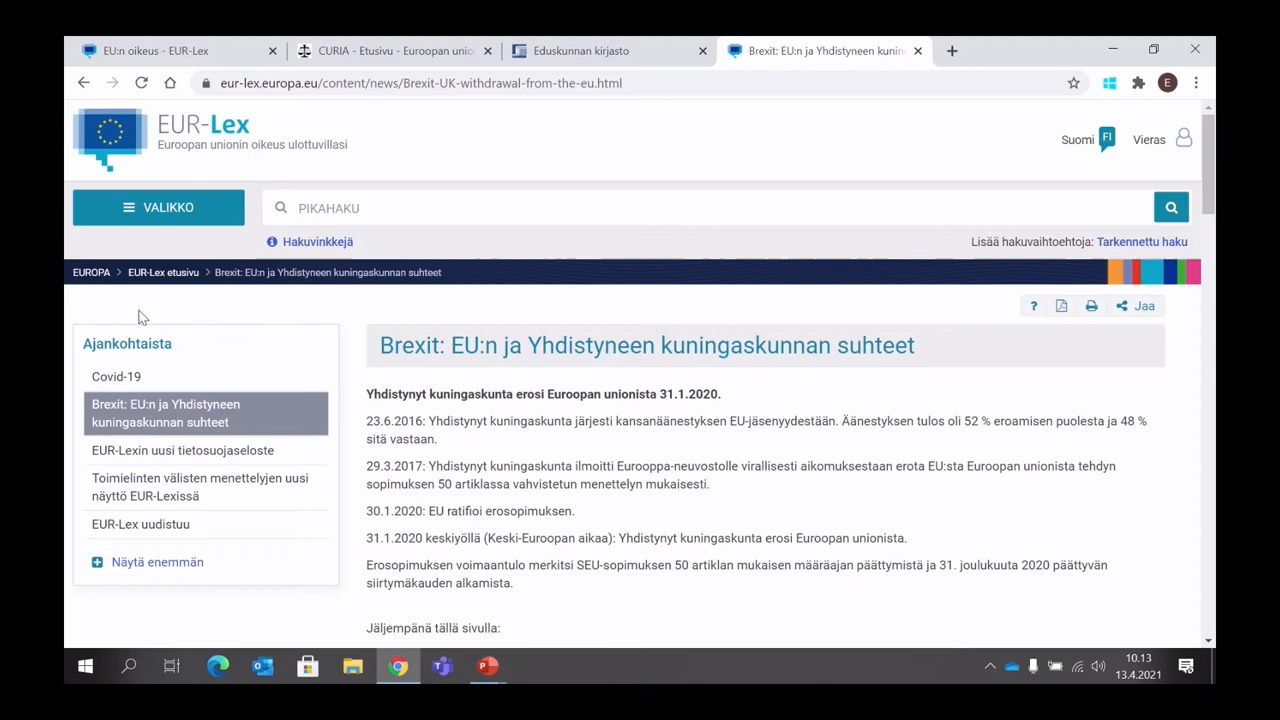 EU:n oikeus - EUR-Lex
CURIA - Etusivu - Euroopan unio
Eduskunnan kirjasto
Brexit: EU:n ja Yhdistyneen kunin
eur-lex.europa.eu/content/news/Brexit-UK-withdrawal-from-the-eu.html
E
EUR-Lex
Euroopan unionin oikeus ulottuvillasi
Suomi FI
Vieras
VALIKKO
PIKAHAKU
Hakuvinkkejä
Lisää hakuvaihtoehtoja: Tarkennettu haku
EUROPA > EUR-Lex etusivu > Brexit: EU:n ja Yhdistyneen kuningaskunnan suhteet
? Jaa
Ajankohtaista
Covid-19
Brexit: EU:n ja Yhdistyneen
kuningaskunnan suhteet
EUR-Lexin uusi tietosuojaseloste
Toimielinten välisten menettelyjen uusi
näyttö EUR-Lexissä
EUR-Lex uudistuu
Näytä enemmän
Brexit: EU:n ja Yhdistyneen kuningaskunnan suhteet
Yhdistynyt kuningaskunta erosi Euroopan unionista 31.1.2020.
23.6.2016: Yhdistynyt kuningaskunta järjesti kansanäänestyksen EU-jäsenyydestään. Äänestyksen tulos oli 52 % eroamisen puolesta ja 48 %
sitä vastaan.
29.3.2017: Yhdistynyt kuningaskunta ilmoitti Eurooppa-neuvostolle virallisesti aikomuksestaan erota EU:sta Euroopan unionista tehdyn
sopimuksen 50 artiklassa vahvistetun menettelyn mukaisesti.
30.1.2020: EU ratifioi erosopimuksen.
31.1.2020 keskiyöllä (Keski-Euroopan aikaa): Yhdistynyt kuningaskunta erosi Euroopan unionista.
Erosopimuksen voimaantulo merkitsi SEU-sopimuksen 50 artiklan mukaisen määräajan päättymistä ja 31. joulukuuta 2020 päättyvän
siirtymäkauden alkamista.
Jäljempänä tällä sivulla:
10.13
13.4.2021